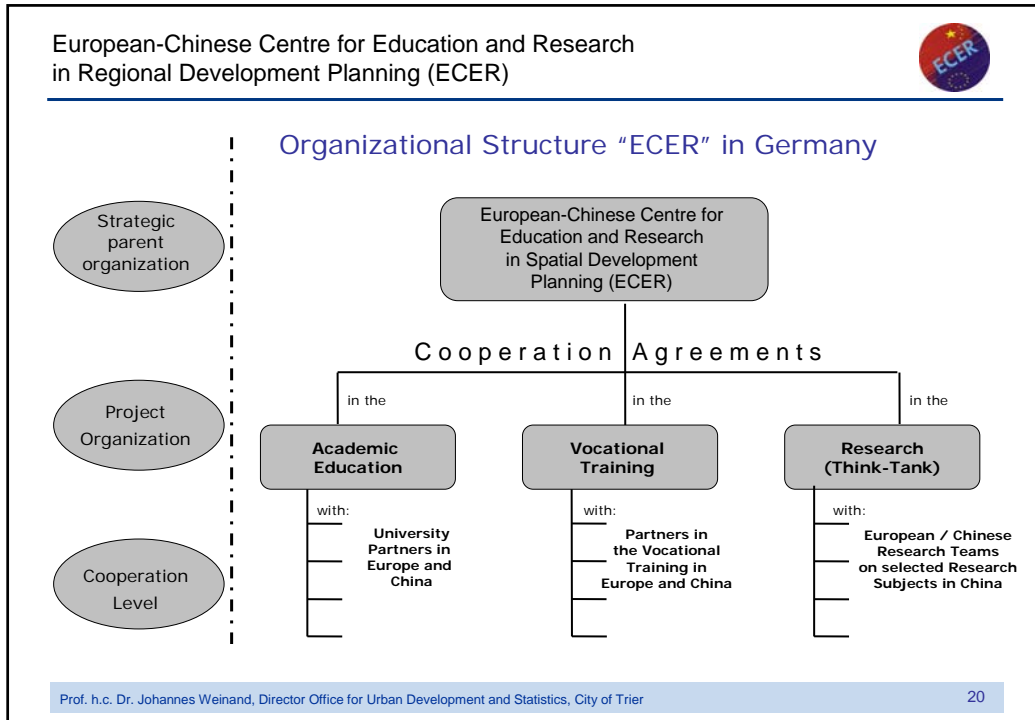 European-Chinese Centre for Education and Research
in Regional Development Planning (ECER)
ECER
Organizational Structure “ECER” in Germany
Strategic
parent
organization
European-Chinese Centre for
Education and Research
in Spatial Development
Planning (ECER)
Cooperation Agreements
Project
Organization
in the
in the
in the
Academic
Education
Vocational
Training
Research
(Think-Tank)
Cooperation
Level
with:
University
Partners in
Europe and
China
with:
Partners in
the Vocational
Training in
Europe and China
with:
European / Chinese
Research Teams
on selected Research
Subjects in China
Prof. h.c. Dr. Johannes Weinand, Director Office for Urban Development and Statistics, City of Trier
20